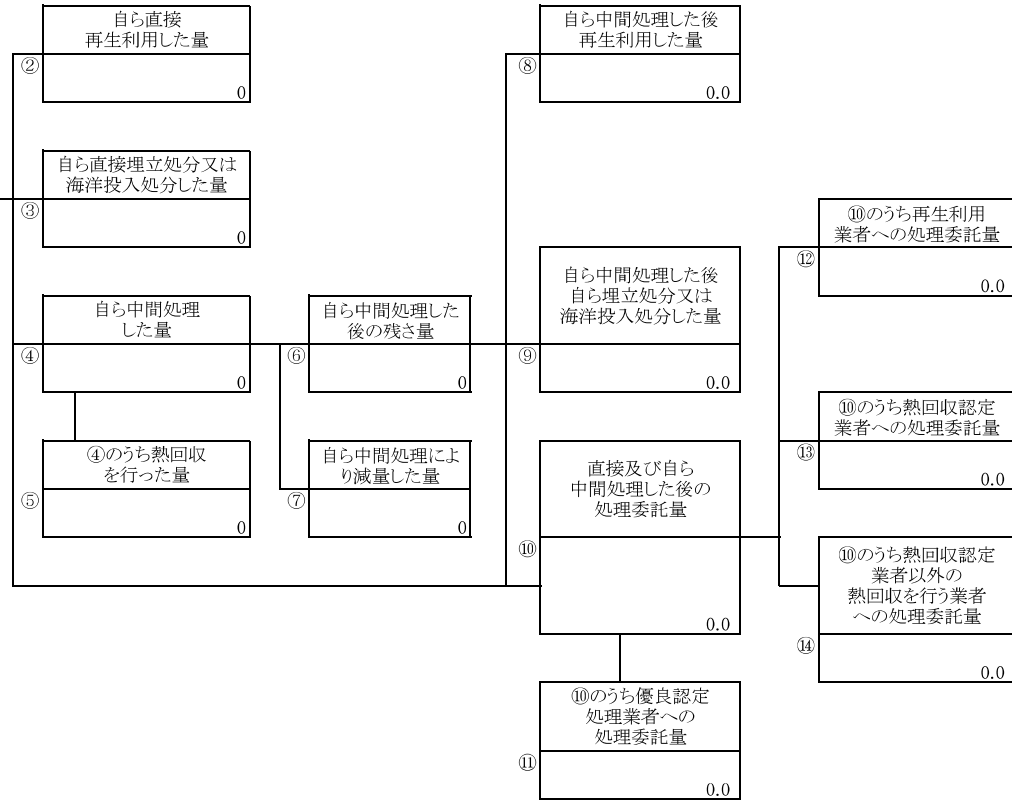 自ら直接
再生利用した量
②
0
自ら直接埋立処分又は
海洋投入処分した量
③
0
自ら中間処理
した量
④
0
④のうち熱回収
を行った量
⑤
0
自ら中間処理した
後の残さ量
⑥
0
自ら中間処理によ
り減量した量
⑦
0
自ら中間処理した後
再生利用した量
⑧
0.0
自ら中間処理した後
自ら埋立処分又は
海洋投入処分した量
⑨
0.0
直接及び自ら
中間処理した後の
処理委託量
⑩
0.0
⑩のうち優良認定
処理業者への
処理委託量
⑪
0.0
⑩のうち再生利用
業者への処理委託量
⑫
0.0
⑩のうち熱回収認定
業者への処理委託量
⑬
0.0
⑩のうち熱回収認定
業者以外の
熱回収を行う業者
への処理委託量
⑭
0.0